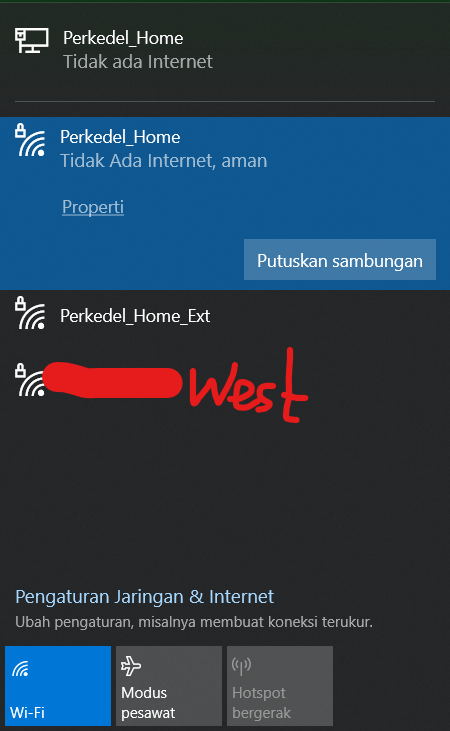 Perkedel_Home
Tidak ada Internet
Perkedel_Home
Tidak Ada Internet, aman
Properti
Putuskan sambungan
Perkedel_Home_Ext
West
Pengaturan Jaringan & Internet
Ubah pengaturan, misalnya membuat koneksi terukur.
Wi-Fi
Modus
pesawat
Hotspot
bergerak